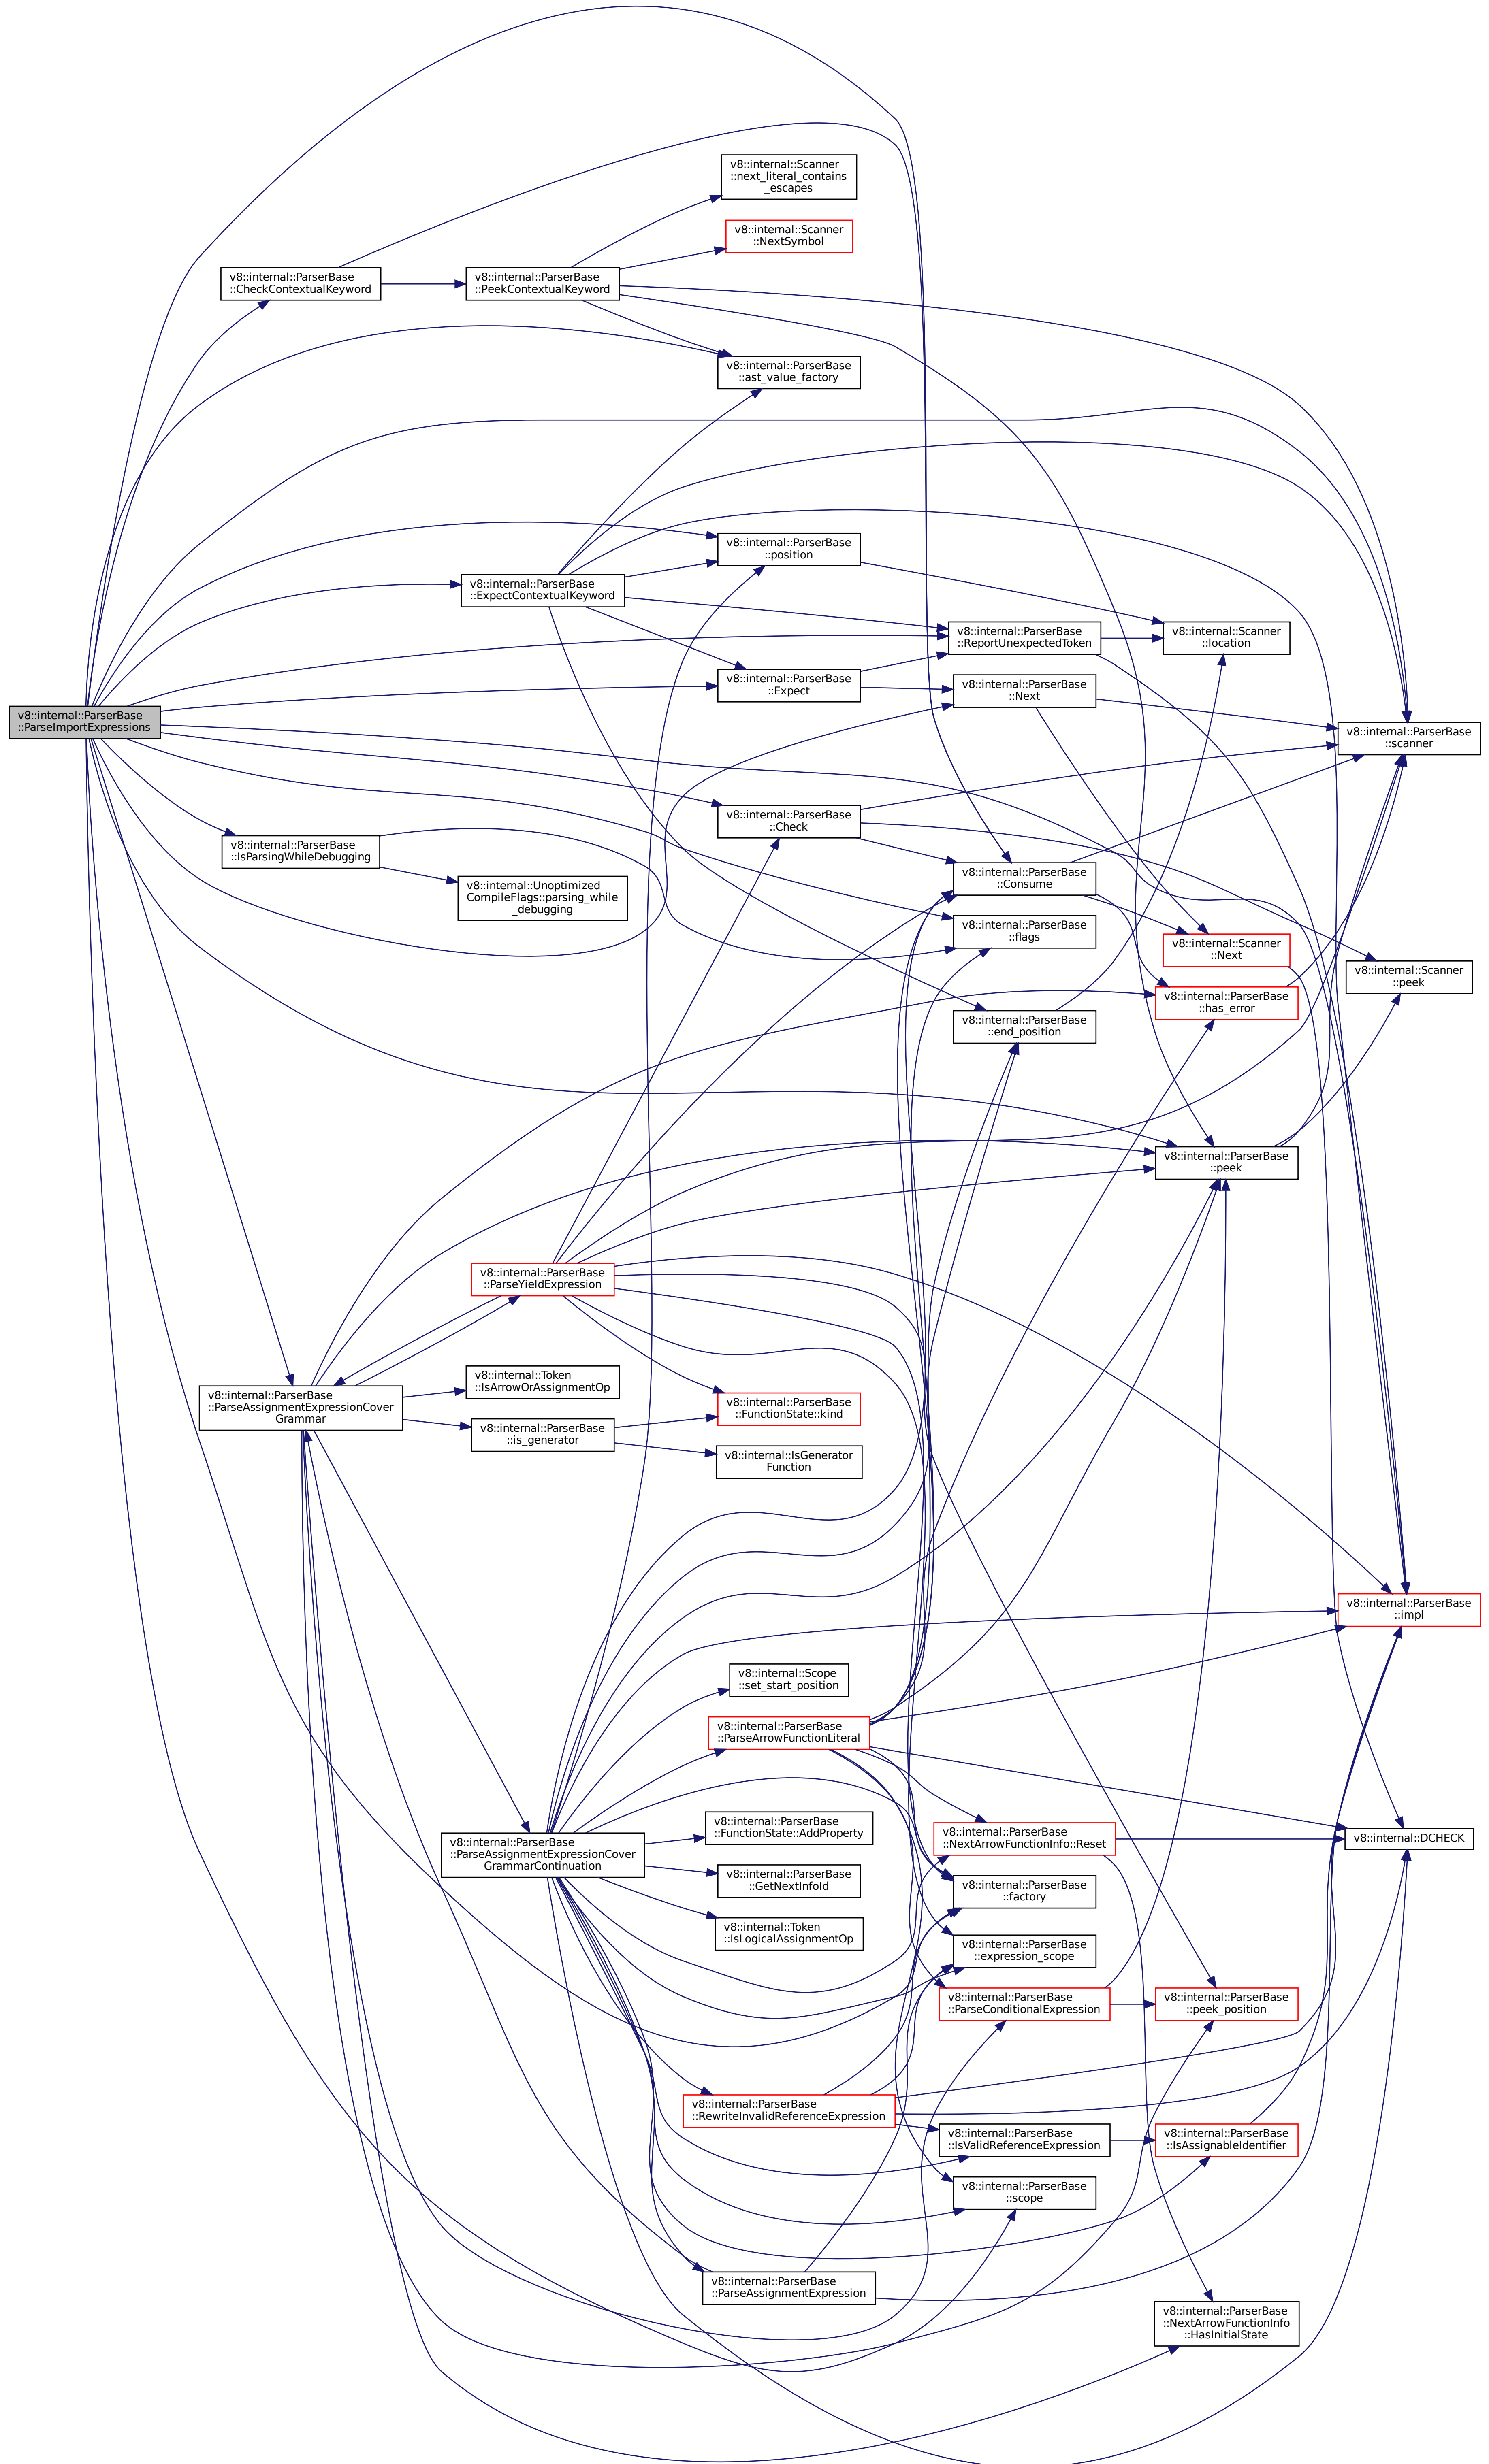 v8::internal::Scanner
::next_literal_contains
_escapes
v8::internal::Scanner
::NextSymbol
v8::internal::ParserBase
::CheckContextualKeyword
v8::internal::ParserBase
::PeekContextualKeyword
v8::internal::ParserBase
::ast_value_factory
v8::internal::ParserBase
::position
v8::internal::ParserBase
::ExpectContextualKeyword
v8::internal::ParserBase
::ReportUnexpectedToken
v8::internal::Scanner
::location
v8::internal::ParserBase
::Expect
v8::internal::ParserBase
::Next
v8::internal::ParserBase
::ParseImportExpressions
v8::internal::ParserBase
::scanner
v8::internal::ParserBase
::Check
v8::internal::ParserBase
::IsParsingWhileDebugging
v8::internal::Unoptimized
CompileFlags::parsing_while
_debugging
v8::internal::ParserBase
::Consume
v8::internal::ParserBase
::flags
v8::internal::Scanner
::Next
v8::internal::Scanner
::peek
v8::internal::ParserBase
::has_error
v8::internal::ParserBase
::end_position
v8::internal::ParserBase
::peek
v8::internal::ParserBase
::ParseYieldExpression
v8::internal::Token
::IsArrowOrAssignmentOp
v8::internal::ParserBase
::ParseAssignmentExpressionCover
Grammar
v8::internal::ParserBase
::FunctionState::kind
v8::internal::ParserBase
::is_generator
v8::internal::IsGenerator
Function
v8::internal::ParserBase
::impl
v8::internal::Scope
::set_start_position
v8::internal::ParserBase
::ParseArrowFunctionLiteral
v8::internal::ParserBase
::FunctionState::AddProperty
v8::internal::ParserBase
::NextArrowFunctionInfo::Reset
v8::internal::DCHECK
v8::internal::ParserBase
::ParseAssignmentExpressionCover
GrammarContinuation
v8::internal::ParserBase
::GetNextInfoId
v8::internal::ParserBase
::factory
v8::internal::Token
::IsLogicalAssignmentOp
v8::internal::ParserBase
::expression_scope
v8::internal::ParserBase
::ParseConditionalExpression
v8::internal::ParserBase
::peek_position
v8::internal::ParserBase
::RewriteInvalidReferenceExpression
v8::internal::ParserBase
::IsValidReferenceExpression
v8::internal::ParserBase
::IsAssignableIdentifier
v8::internal::ParserBase
::scope
v8::internal::ParserBase
::ParseAssignmentExpression
v8::internal::ParserBase
::NextArrowFunctionInfo
::HasInitialState